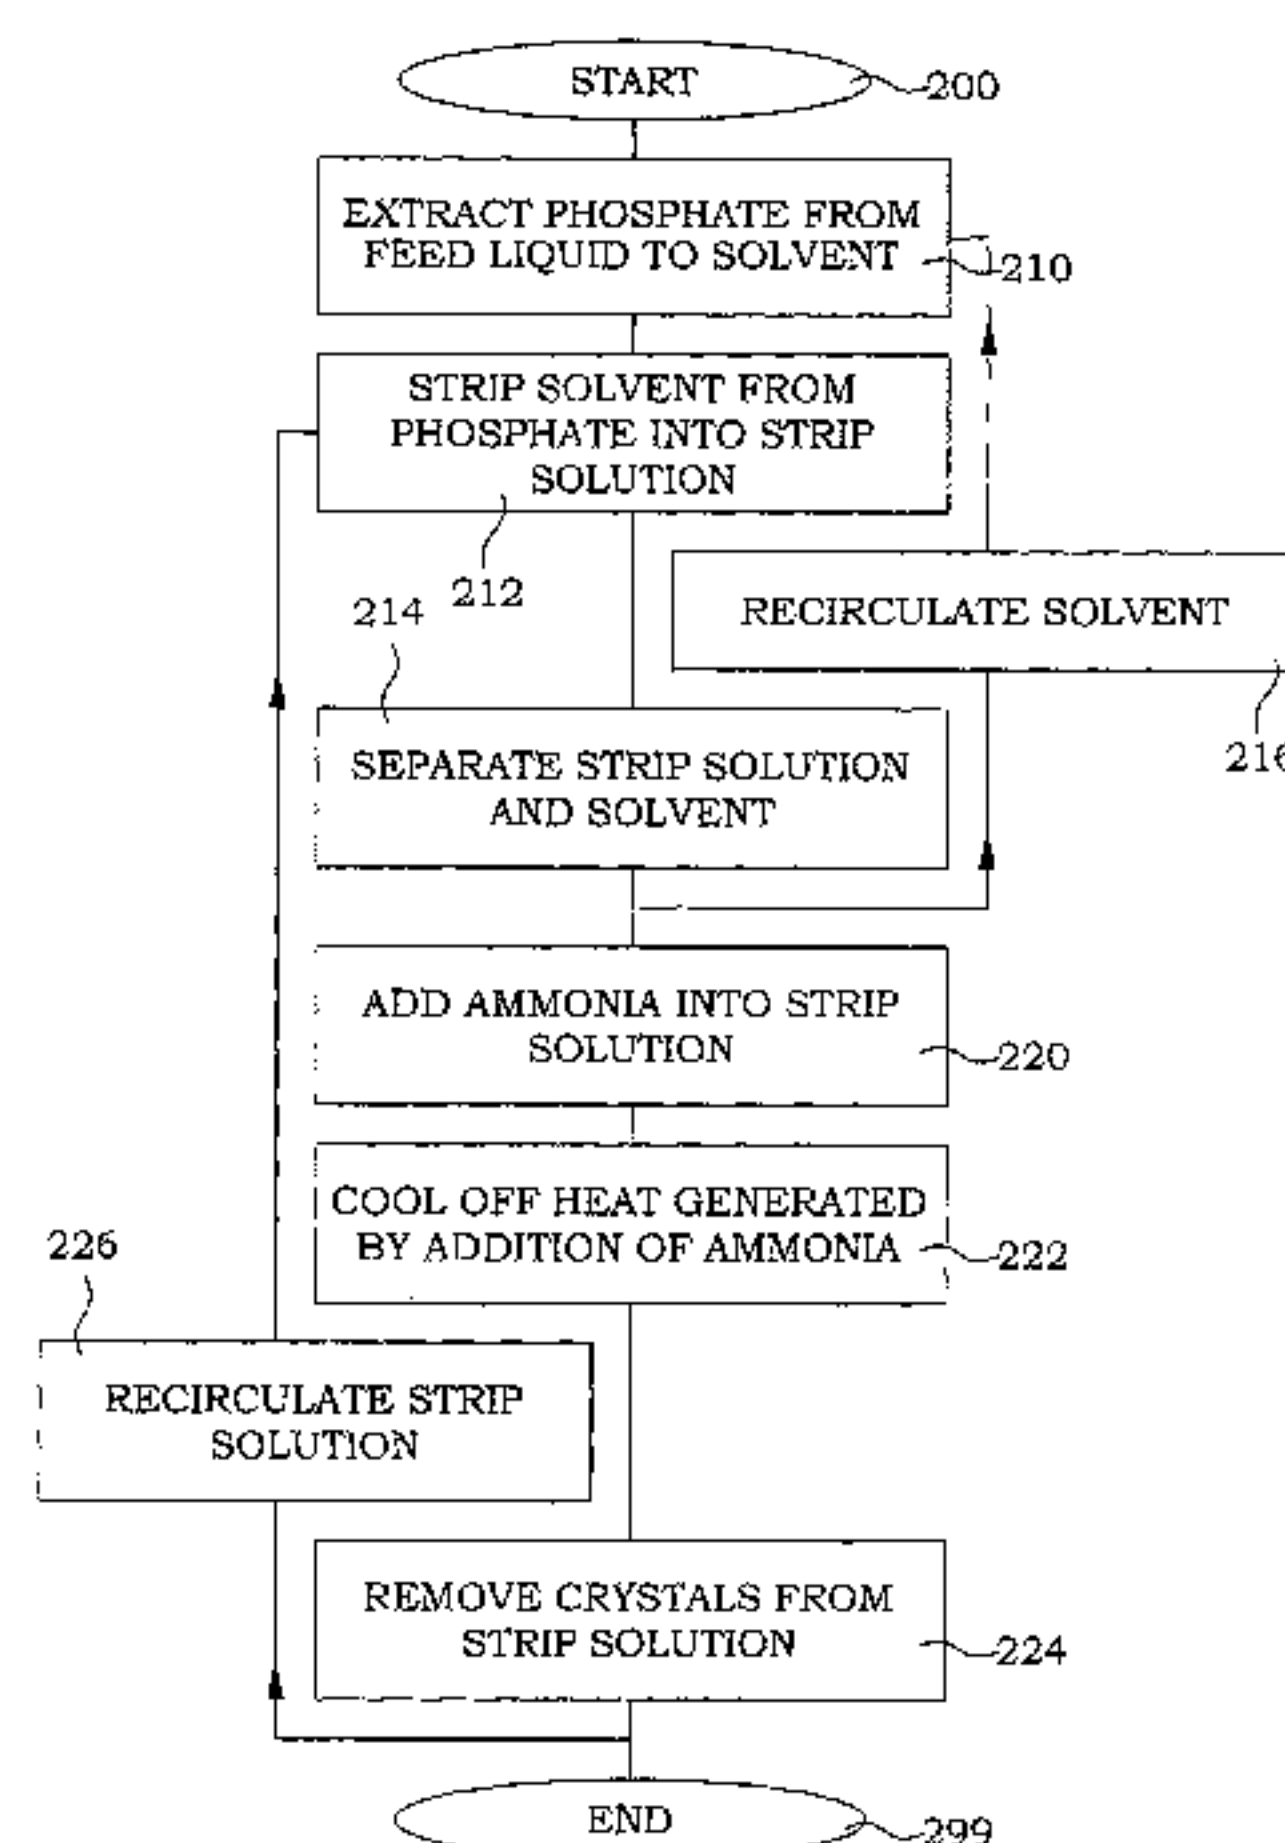 START
200
EXTRACT PHOSPHATE FROM
FEED LIQUID TO SOLVENT
210
STRIP SOLVENT FROM
PHOSPHATE INTO STRIP
SOLUTION
212
214
RECIRCULATE SOLVENT
216
SEPARATE STRIP SOLUTION
AND SOLVENT
ADD AMMONIA INTO STRIP
SOLUTION
220
COOL OFF HEAT GENERATED
BY ADDITION OF AMMONIA
222
226
RECIRCULATE STRIP
SOLUTION
REMOVE CRYSTALS FROM
STRIP SOLUTION
224
END
299